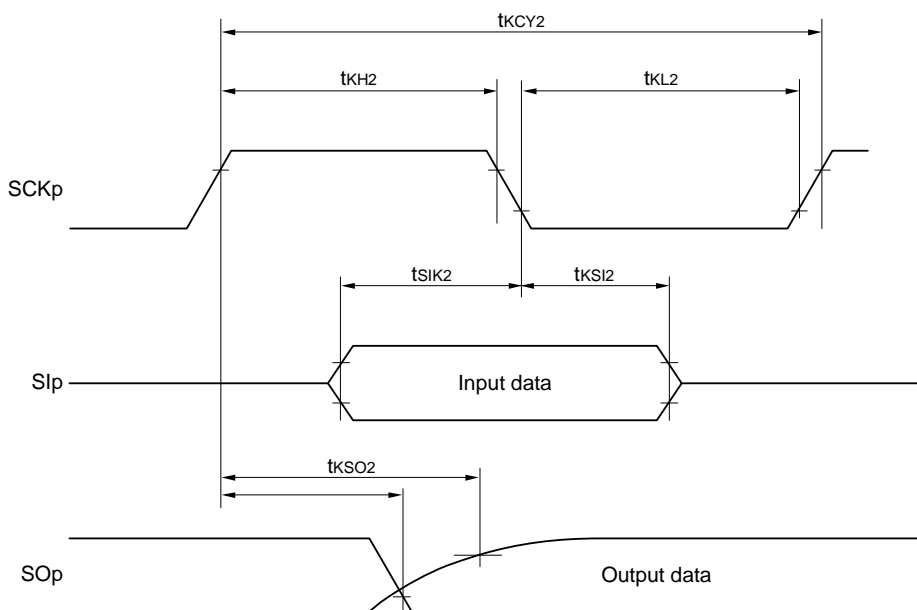 tKCY2
tKH2
tKL2
SCKp
tSIK2
tKSI2
SIp
Input data
tKSO2
SOp
Output data